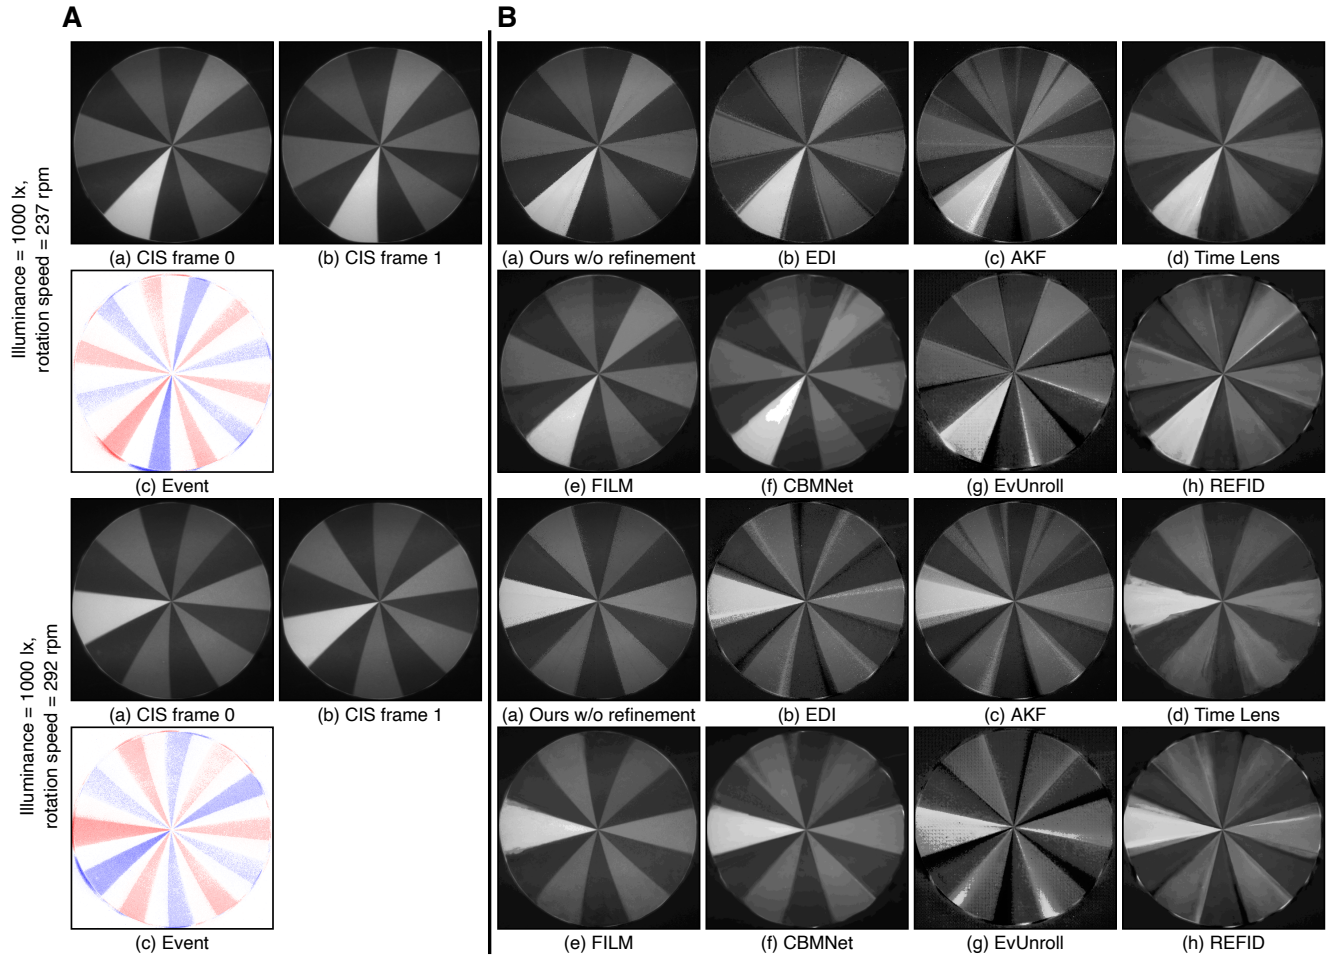 A
B
Illuminance = 1000 lx,
rotation speed = 237 rpm
(a) CIS frame 0
(b) CIS frame 1
(a) Ours w/o refinement
(b) EDI
(c) AKF
(d) Time Lens
(c) Event
(e) FILM
(f) CBMNet
(g) EvUnroll
(h) REFID
Illuminance = 1000 lx,
rotation speed = 292 rpm
(a) CIS frame 0
(b) CIS frame 1
(a) Ours w/o refinement
(b) EDI
(c) AKF
(d) Time Lens
(c) Event
(e) FILM
(f) CBMNet
(g) EvUnroll
(h) REFID